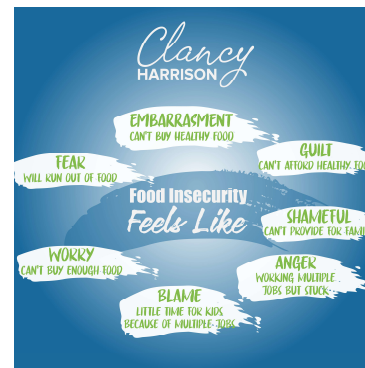 Clancy
HARRISON
EMBARRASMENT
CAN'T BUY HEALTHY FOOD
GUILT
CAN'T AFFORD HEALTHY
FEAR
WILL RUN OUT OF FOOD
Food Insecurity
Feels Like
SHAMEFUL
CAN'T PROVIDE FOR
WORRY
CAN'T BUY ENOUGH FOOD
ANGER
WORKING MULTIPLE
JOBS BUT STUCK
BLAME
LITTLE TIME FOR KIDS
BECAUSE OF MULTIPLE JOBS